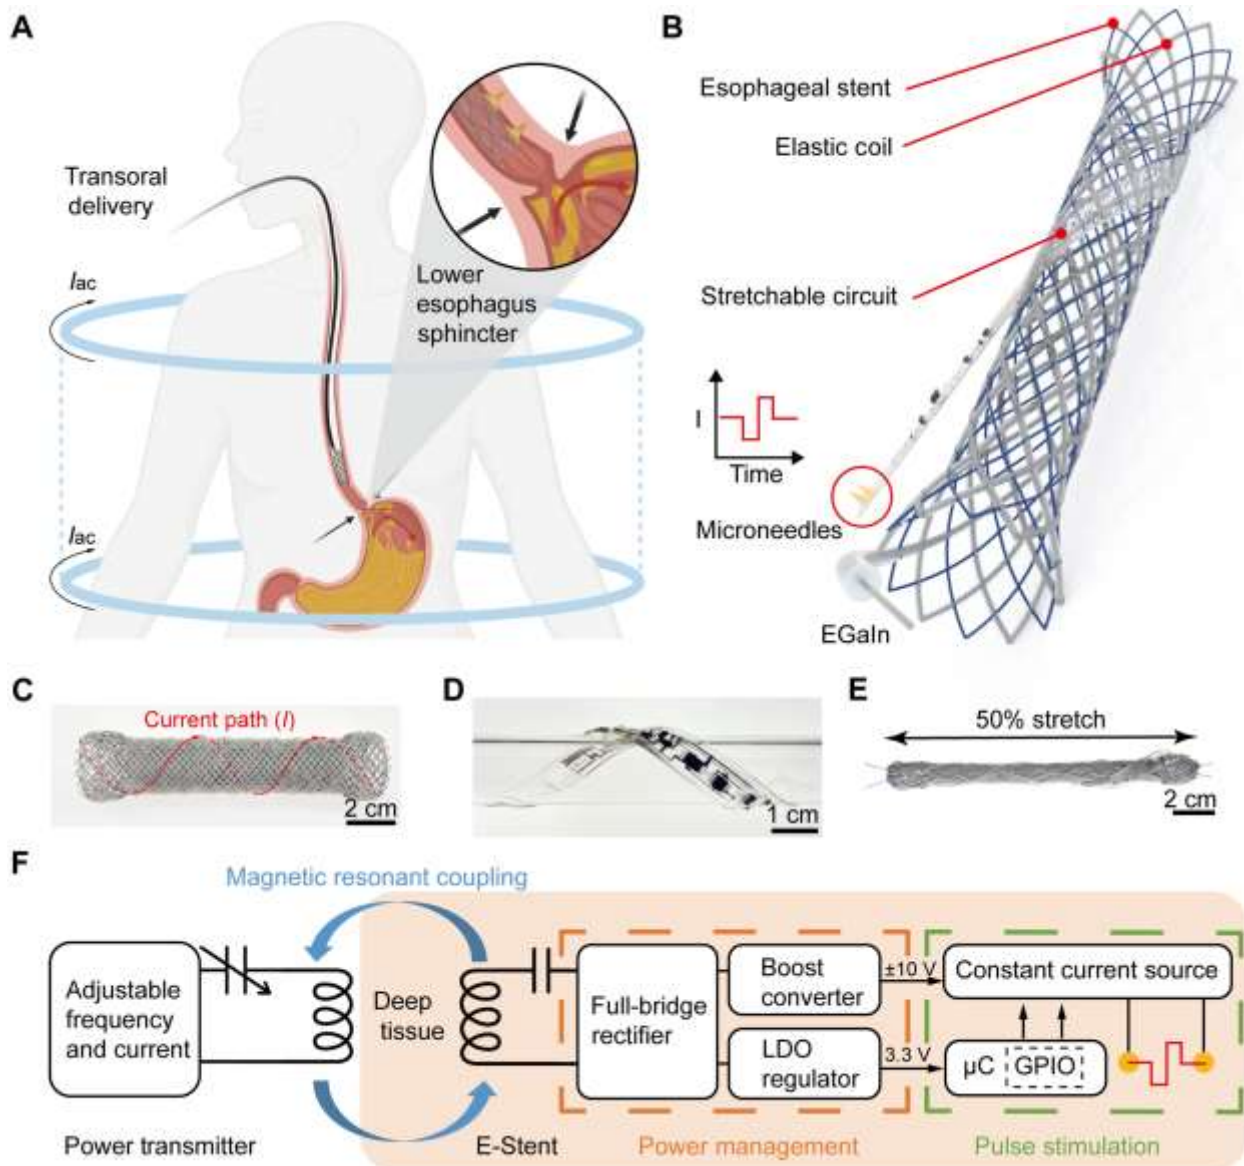 A
Transoral
delivery
Iac
Lower
esophagus
sphincter
Iac
B
Esophageal stent
Elastic coil
Stretchable circuit
I
Time
Microneedles
EGaIn
C
Current path (I)
2 cm
D
1 cm
E
50% stretch
2 cm
F
Magnetic resonant coupling
Adjustable
frequency
and current
Deep
tissue
Full-bridge
rectifier
Boost
converter
±10 V
Constant current source
LDO
regulator
3.3 V
µC GPIO
Power transmitter
E-Stent
Power management
Pulse stimulation